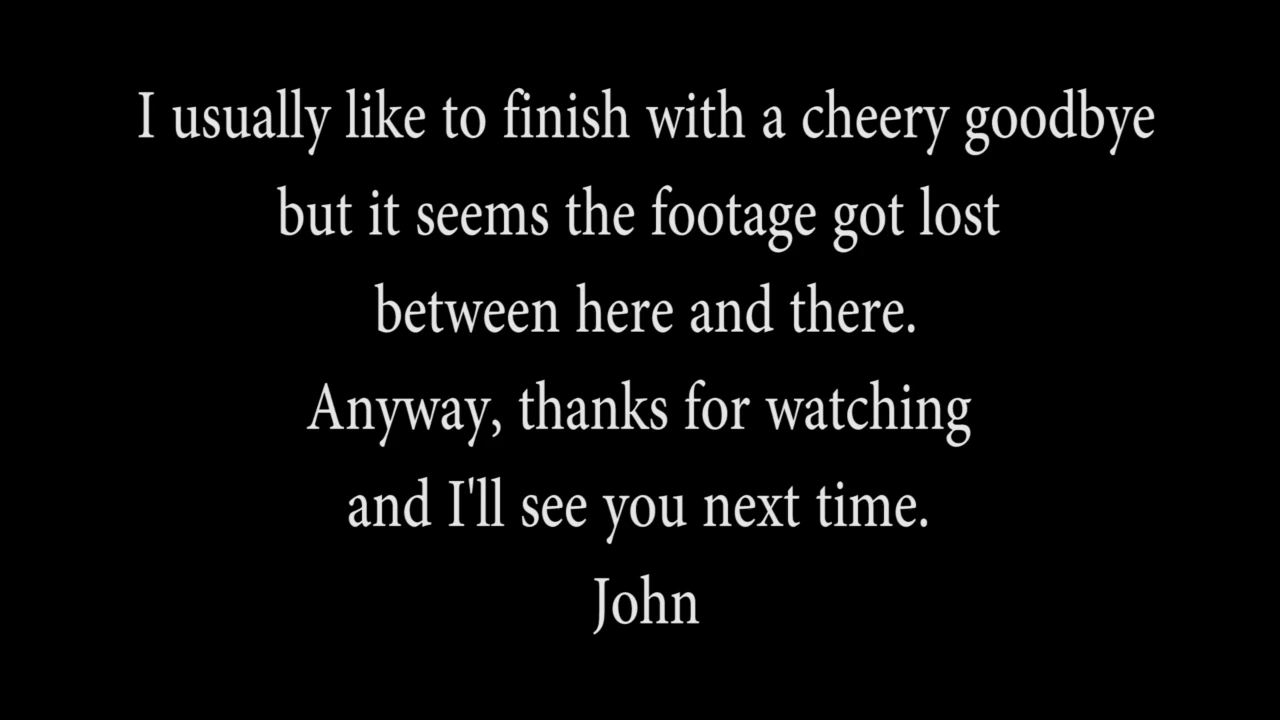 I usually like to finish with a cheery goodbye
but it seems the footage got lost
between here and there.
Anyway, thanks for watching
and I'll see you next time.
John